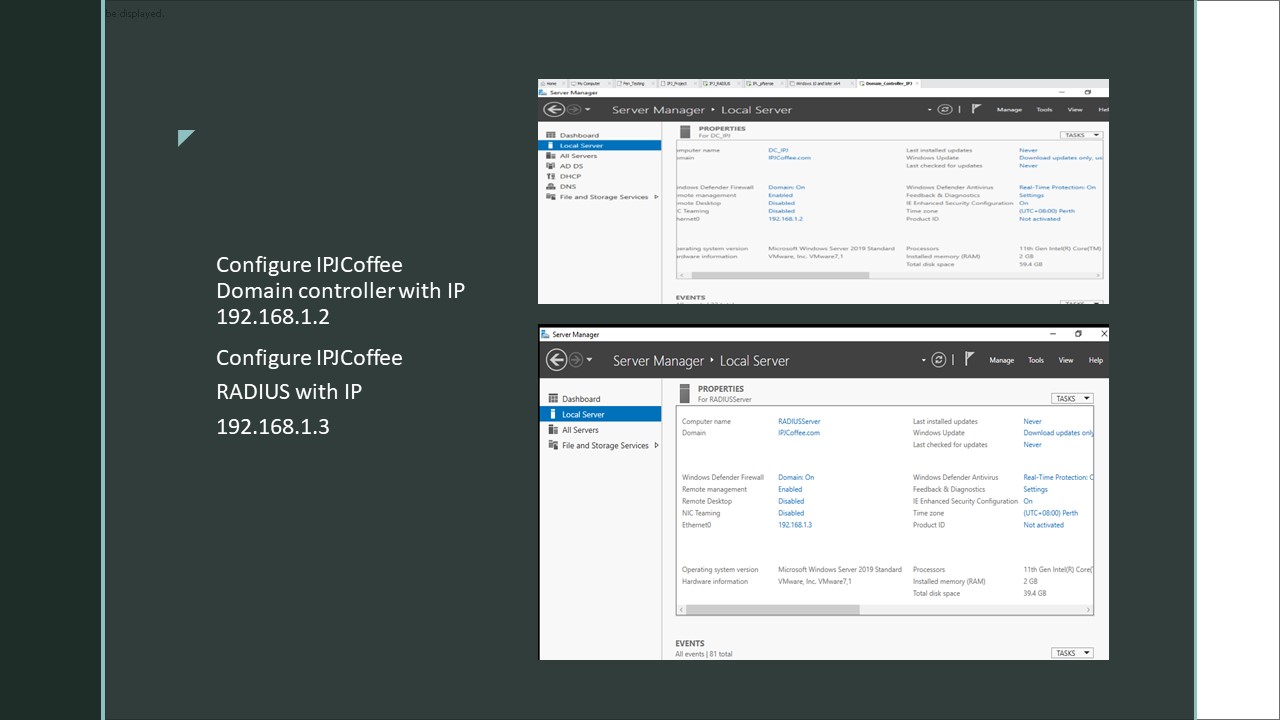 be displayed.
Configure IPJCoffee
Domain controller with IP
192.168.1.2
Configure IPJCoffee
RADIUS with IP
192.168.1.3
Home My Computer Pen_Testing IPJ_Project IPJ_RADIUS IPJ_pfsense Windows 10 and later x64 Domain_Controller_IPJ
Server Manager
Server Manager • Local Server Manage Tools View Hel
Dashboard
Local Server
All Servers
AD DS
DHCP
DNS
File and Storage Services
PROPERTIES
For DC_IPJ
TASKS
omputer name DC_IPJ Last installed updates Never
omain IPJCoffee.com Windows Update Download updates only, us
Last checked for updates Never
indows Defender Firewall Domain: On Windows Defender Antivirus Real-Time Protection: On
emote management Enabled Feedback & Diagnostics Settings
emote Desktop Disabled IE Enhanced Security Configuration On
IC Teaming Disabled Time zone (UTC+08:00) Perth
hernet0 192.168.1.2 Product ID Not activated
perating system version Microsoft Windows Server 2019 Standard Processors 11th Gen Intel(R) Core(TM)
ardware information VMware, Inc. VMware7,1 Installed memory (RAM) 2 GB
Total disk space 59.4 GB
EVENTS
TASKS
Server Manager
Server Manager • Local Server Manage Tools View Help
Dashboard
Local Server
All Servers
File and Storage Services
PROPERTIES
For RADIUSServer
TASKS
Computer name RADIUSServer Last installed updates Never
Domain IPJCoffee.com Windows Update Download updates only
Last checked for updates Never
Windows Defender Firewall Domain: On Windows Defender Antivirus Real-Time Protection: O
Remote management Enabled Feedback & Diagnostics Settings
Remote Desktop Disabled IE Enhanced Security Configuration On
NIC Teaming Disabled Time zone (UTC+08:00) Perth
Ethernet0 192.168.1.3 Product ID Not activated
Operating system version Microsoft Windows Server 2019 Standard Processors 11th Gen Intel(R) Core(
Hardware information VMware, Inc. VMware7,1 Installed memory (RAM) 2 GB
Total disk space 39.4 GB
EVENTS
All events | 81 total
TASKS